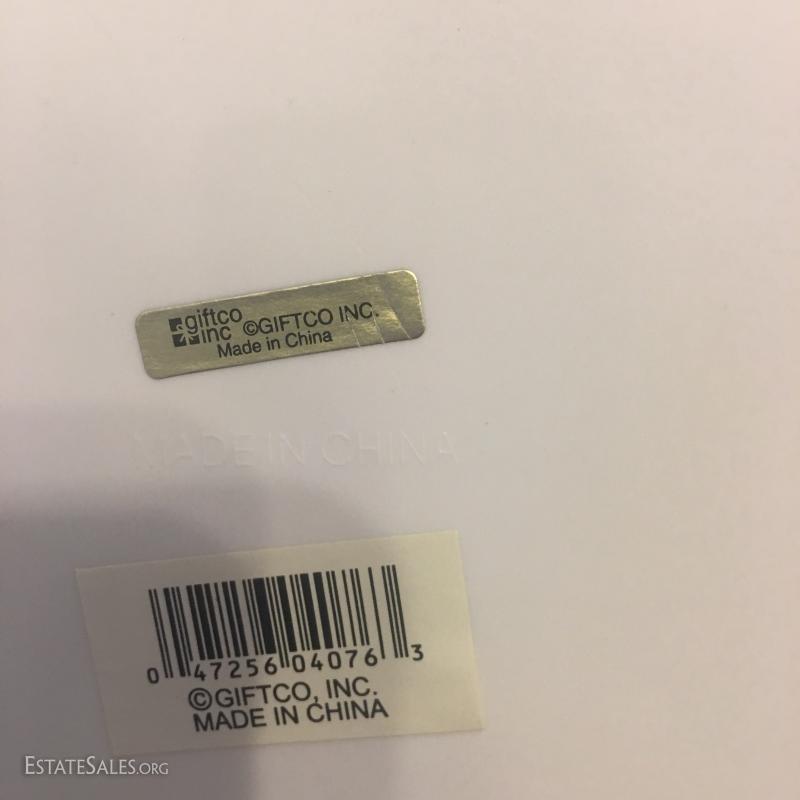 giftco
inc ©GIFTCO INC.
Made in China
MADE IN CHINA
0 47256 04076 3
©GIFTCO, INC.
MADE IN CHINA
ESTATESALES.ORG